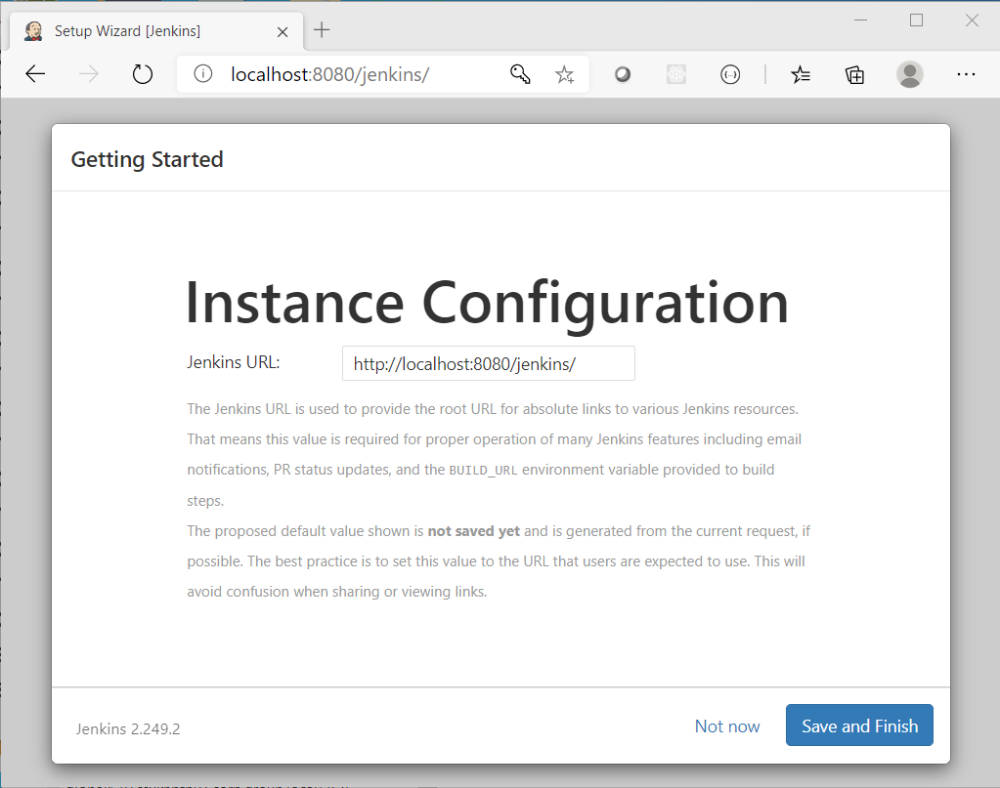 Setup Wizard [Jenkins]
localhost:8080/jenkins/
Getting Started
Instance Configuration
Jenkins URL:
http://localhost:8080/jenkins/
The Jenkins URL is used to provide the root URL for absolute links to various Jenkins resources.
That means this value is required for proper operation of many Jenkins features including email
notifications, PR status updates, and the BUILD_URL environment variable provided to build
steps.
The proposed default value shown is not saved yet and is generated from the current request, if
possible. The best practice is to set this value to the URL that users are expected to use. This will
avoid confusion when sharing or viewing links.
Jenkins 2.249.2
Not now
Save and Finish